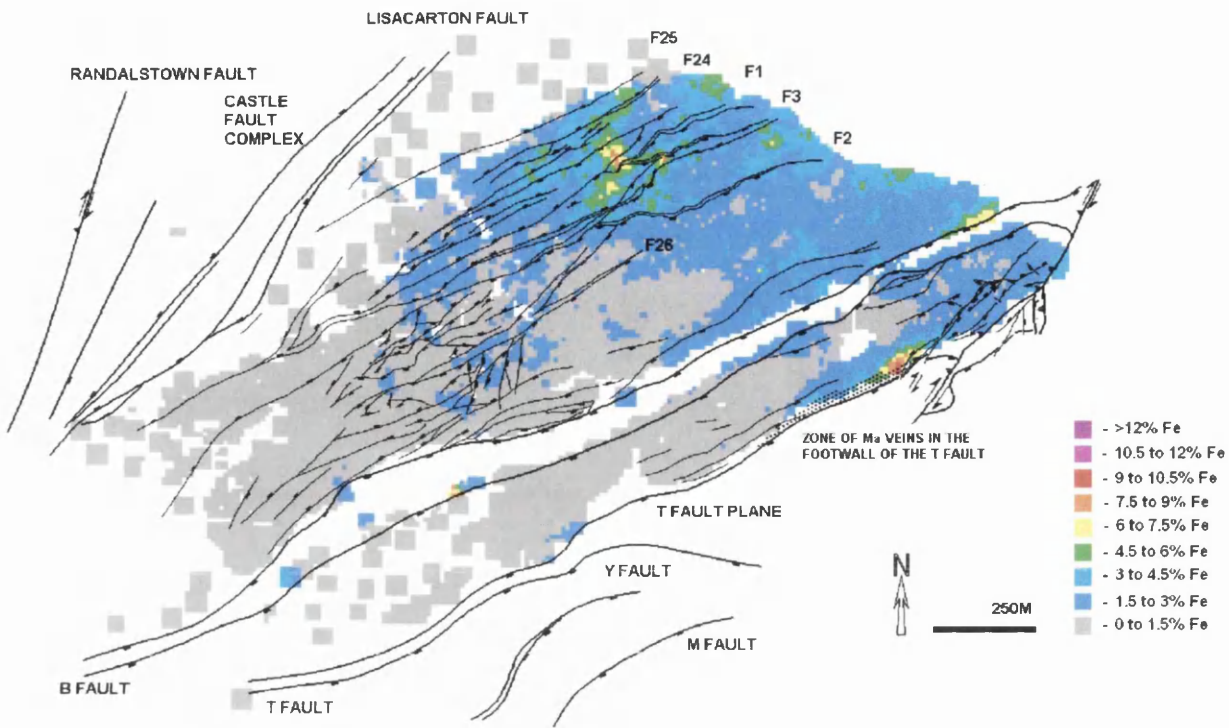 LISACARTON FAULT
F25
F24
F1
F3
F2
RANDALSTOWN FAULT
CASTLE
FAULT
COMPLEX
F26
ZONE OF Ma VEINS IN THE
FOOTWALL OF THE T FAULT
T FAULT PLANE
Y FAULT
M FAULT
B FAULT
T FAULT
N
250M
- >12% Fe
- 10.5 to 12% Fe
- 9 to 10.5% Fe
- 7.5 to 9% Fe
- 6 to 7.5% Fe
- 4.5 to 6% Fe
- 3 to 4.5% Fe
- 1.5 to 3% Fe
- 0 to 1.5% Fe